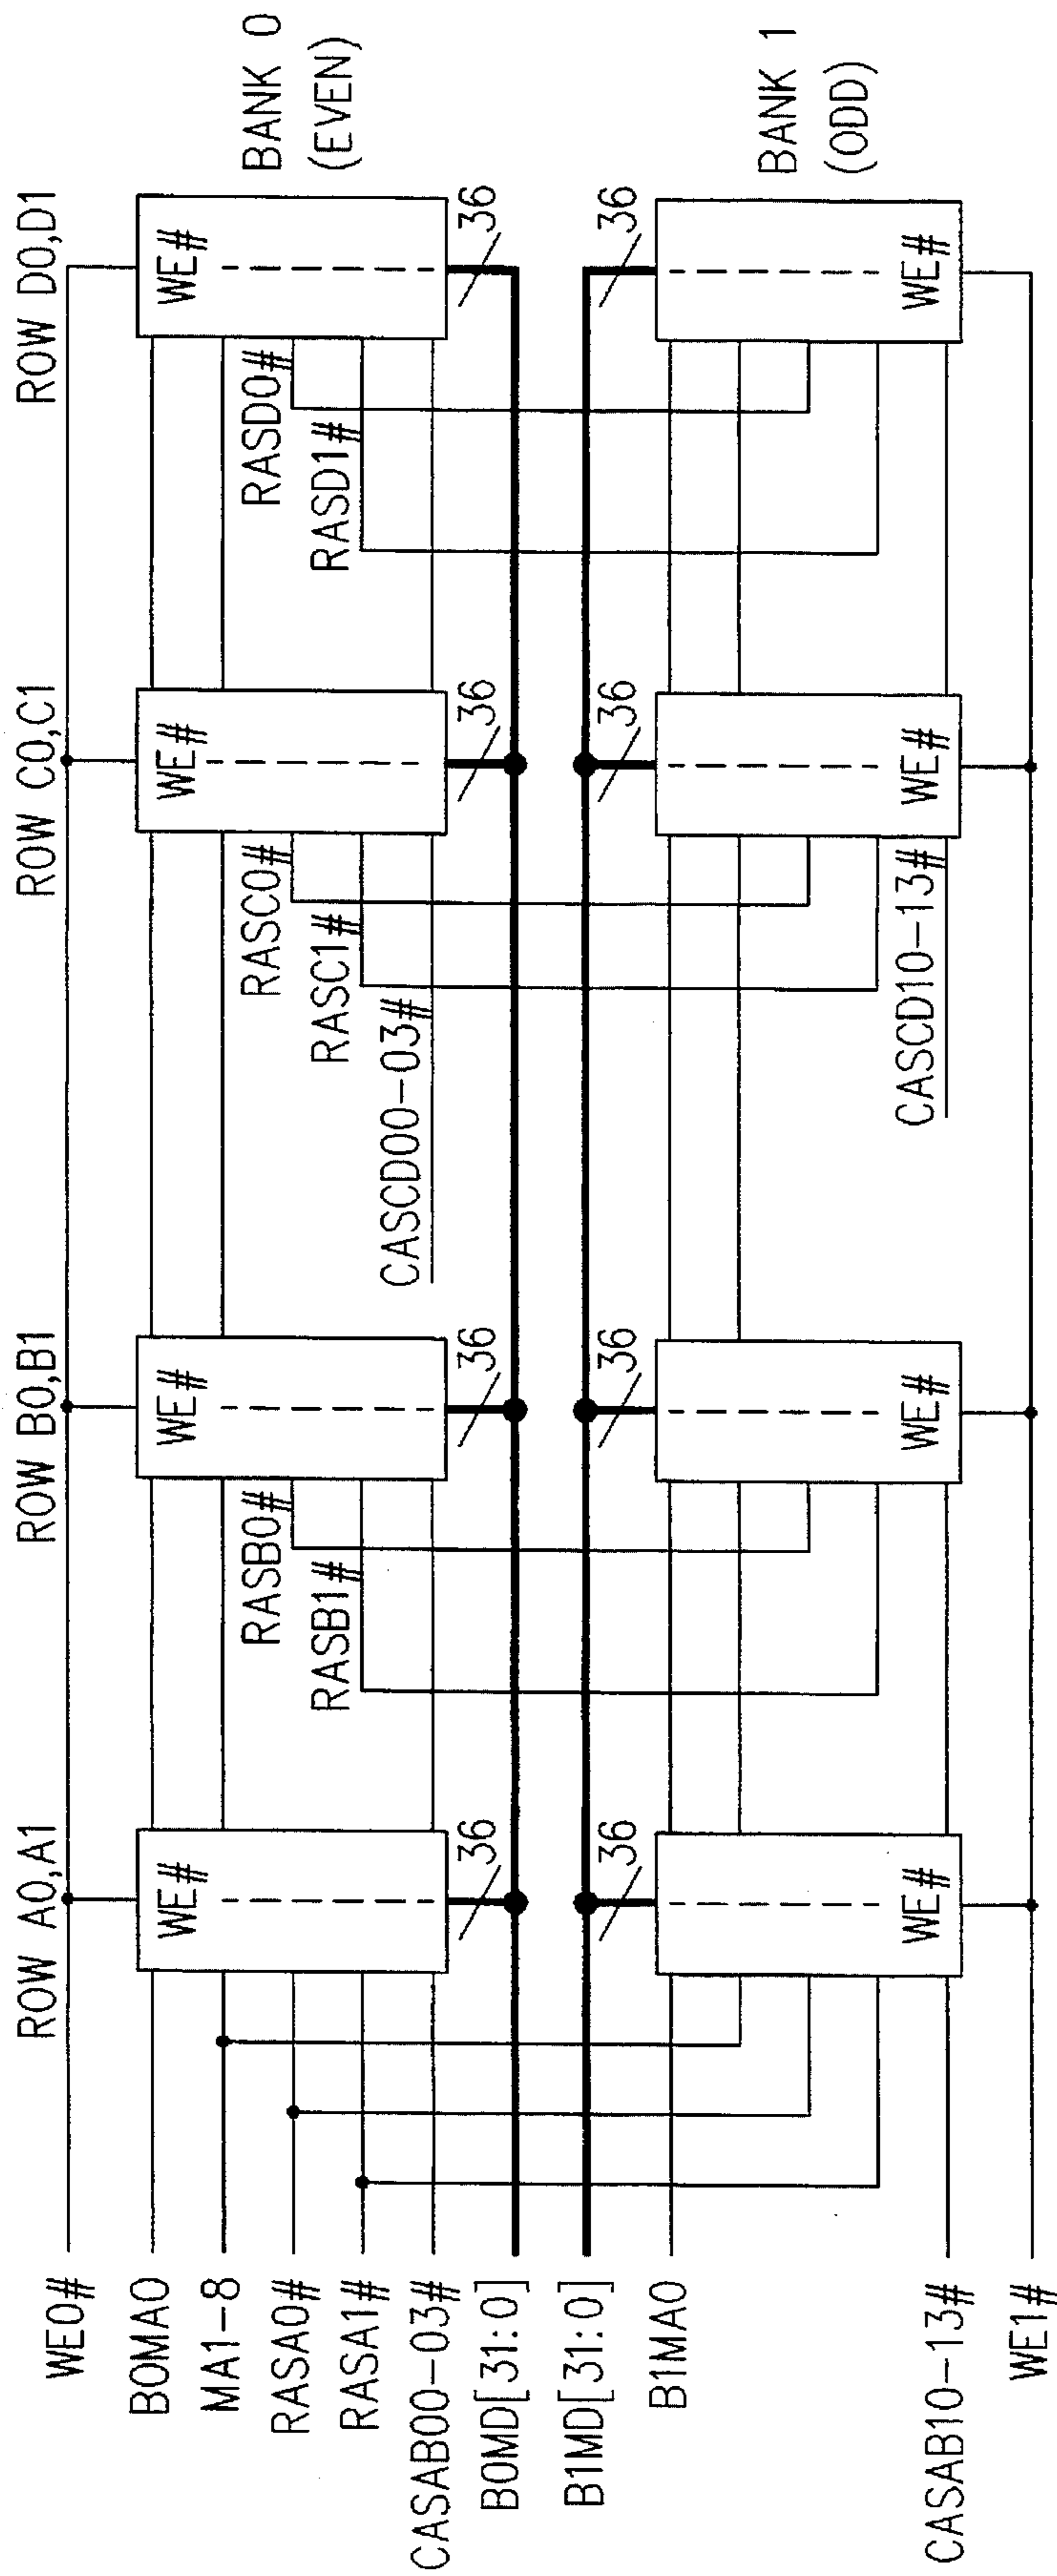 ROW A0,A1
ROW B0,B1
ROW C0,C1
ROW D0,D1
WE0#
B0MA0
MA1-8
RASA0#
RASA1#
CASAB00-03#
B0MD[31:0]
B1MD[31:0]
B1MA0
CASAB10-13#
WE1#
WE#
WE#
WE#
WE#
BANK 0
(EVEN)
RASB0#
RASB1#
RASC0#
RASC1#
CASCD00-03#
RASD0#
RASD1#
36
36
36
36
36
36
36
36
BANK 1
(ODD)
CASCD10-13#
WE#
WE#
WE#
WE#